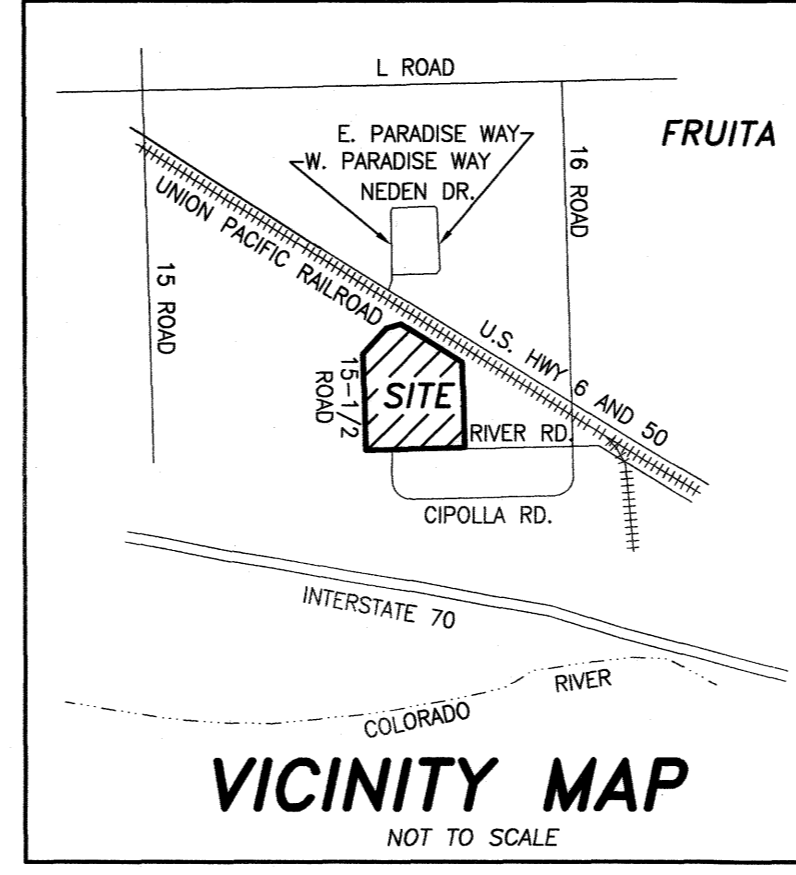 L ROAD
FRUITA
E. PARADISE WAY
W. PARADISE WAY
NEDEN DR.
16 ROAD
UNION PACIFIC RAILROAD
15 ROAD
U.S. HWY 6 AND 50
15-1/2
ROAD
SITE
RIVER RD.
CIPOLLA RD.
INTERSTATE 70
COLORADO RIVER
VICINITY MAP
NOT TO SCALE